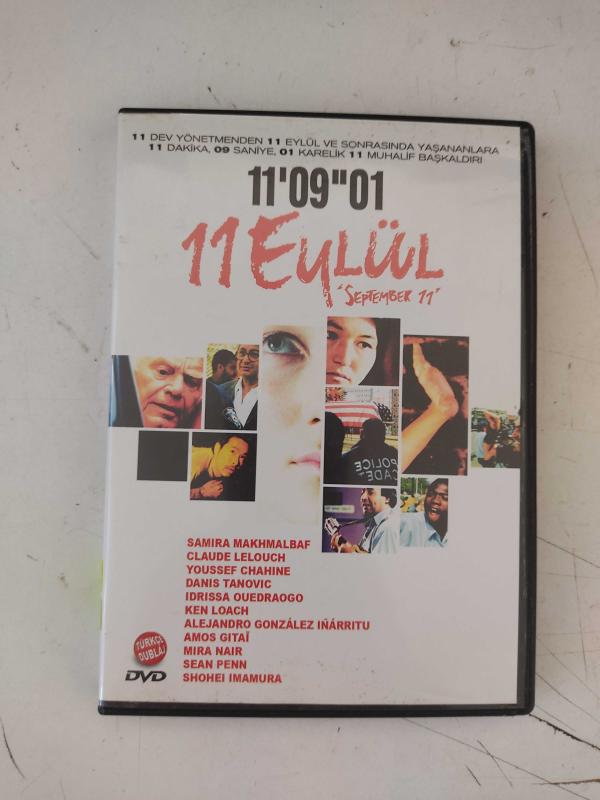 11 DEV YÖNETMENDEN 11 EYLÜL VE SONRASINDA YAŞANANLARA
11 DAKİKA, 09 SANİYE, 01 KARELİK 11 MUHALİF BAŞKALDIRI
11'09"01
11 EYLÜL
'SEPTEMBER 11'
POLICE
CADET
SAMIRA MAKHMALBAF
CLAUDE LELOUCH
YOUSSEF CHAHINE
DANIS TANOVIC
IDRISSA OUEDRAOGO
KEN LOACH
ALEJANDRO GONZÁLEZ IÑÁRRITU
AMOS GITAÏ
MIRA NAIR
SEAN PENN
SHOHEI IMAMURA
TÜRKÇE
DUBLAJ
DVD